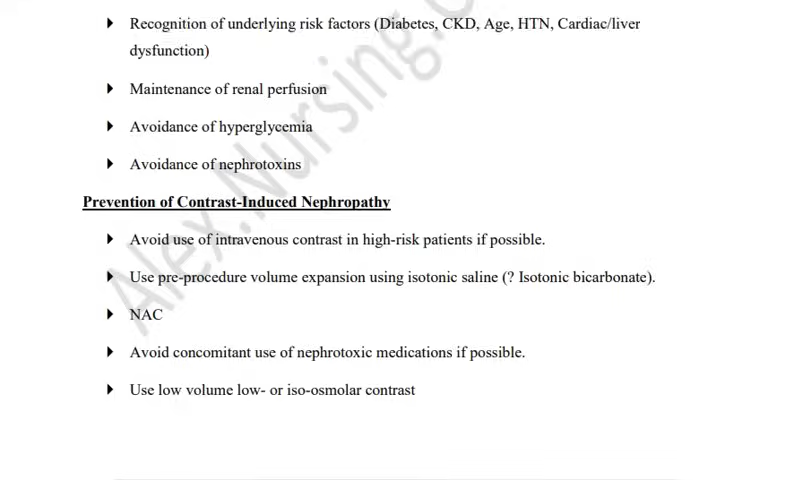 Recognition of underlying risk factors (Diabetes, CKD, Age, HTN, Cardiac/liver
dysfunction)
Maintenance of renal perfusion
Avoidance of hyperglycemia
Avoidance of nephrotoxins
Prevention of Contrast-Induced Nephropathy
Avoid use of intravenous contrast in high-risk patients if possible.
Use pre-procedure volume expansion using isotonic saline (? Isotonic bicarbonate).
NAC
Avoid concomitant use of nephrotoxic medications if possible.
Use low volume low- or iso-osmolar contrast
Alex.Nursing.